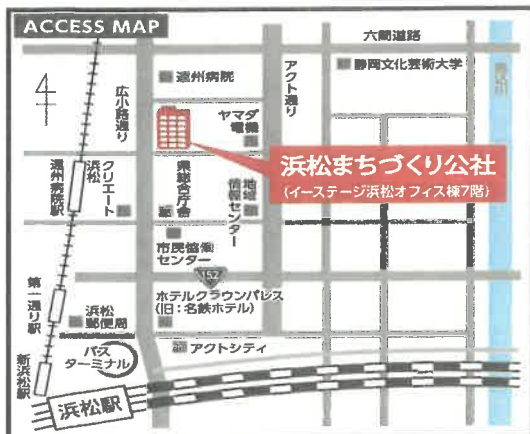 ACCESS MAP
六間道路
アクト通り
遠州病院
静岡文化芸術大学
広小路通り
ヤマダ
電機
浜松まちづくり公社
(イーステージ浜松オフィス棟7階)
遠州病院駅
クリエート
浜松
県総合庁舎
地域
情報センター
市民協働
センター
152
ホテルクラウンパレス
(旧:名鉄ホテル)
第一通り駅
浜松
郵便局
アクトシティ
バス
ターミナル
新浜松駅
浜松駅